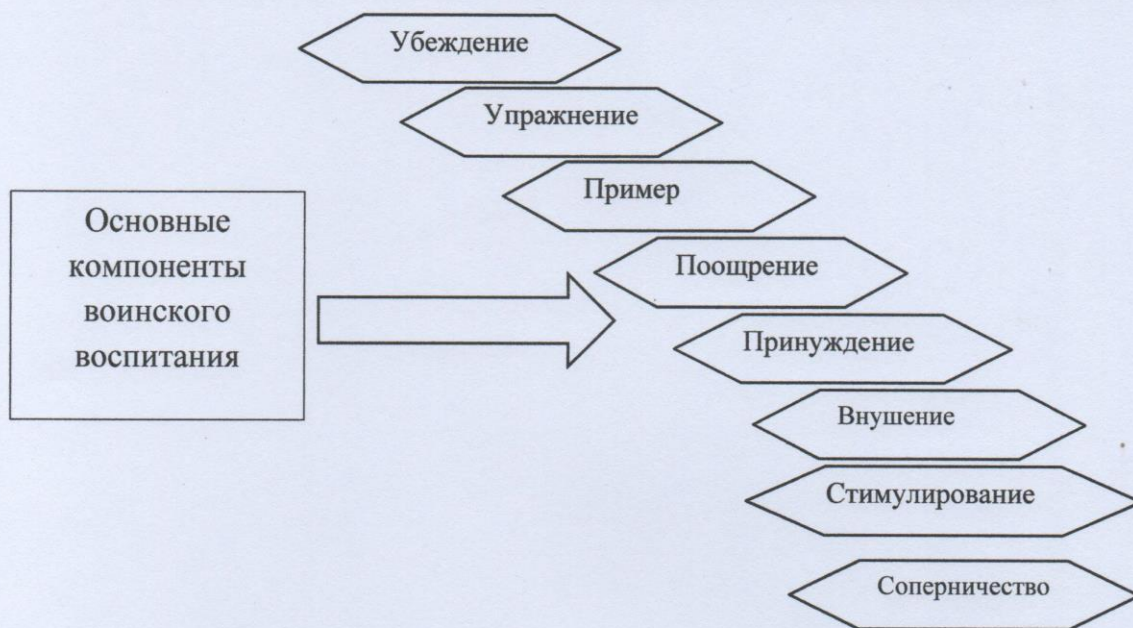 Убеждение
Упражнение
Пример
Основные
компоненты
воинского
воспитания
Поощрение
Принуждение
Внушение
Стимулирование
Соперничество